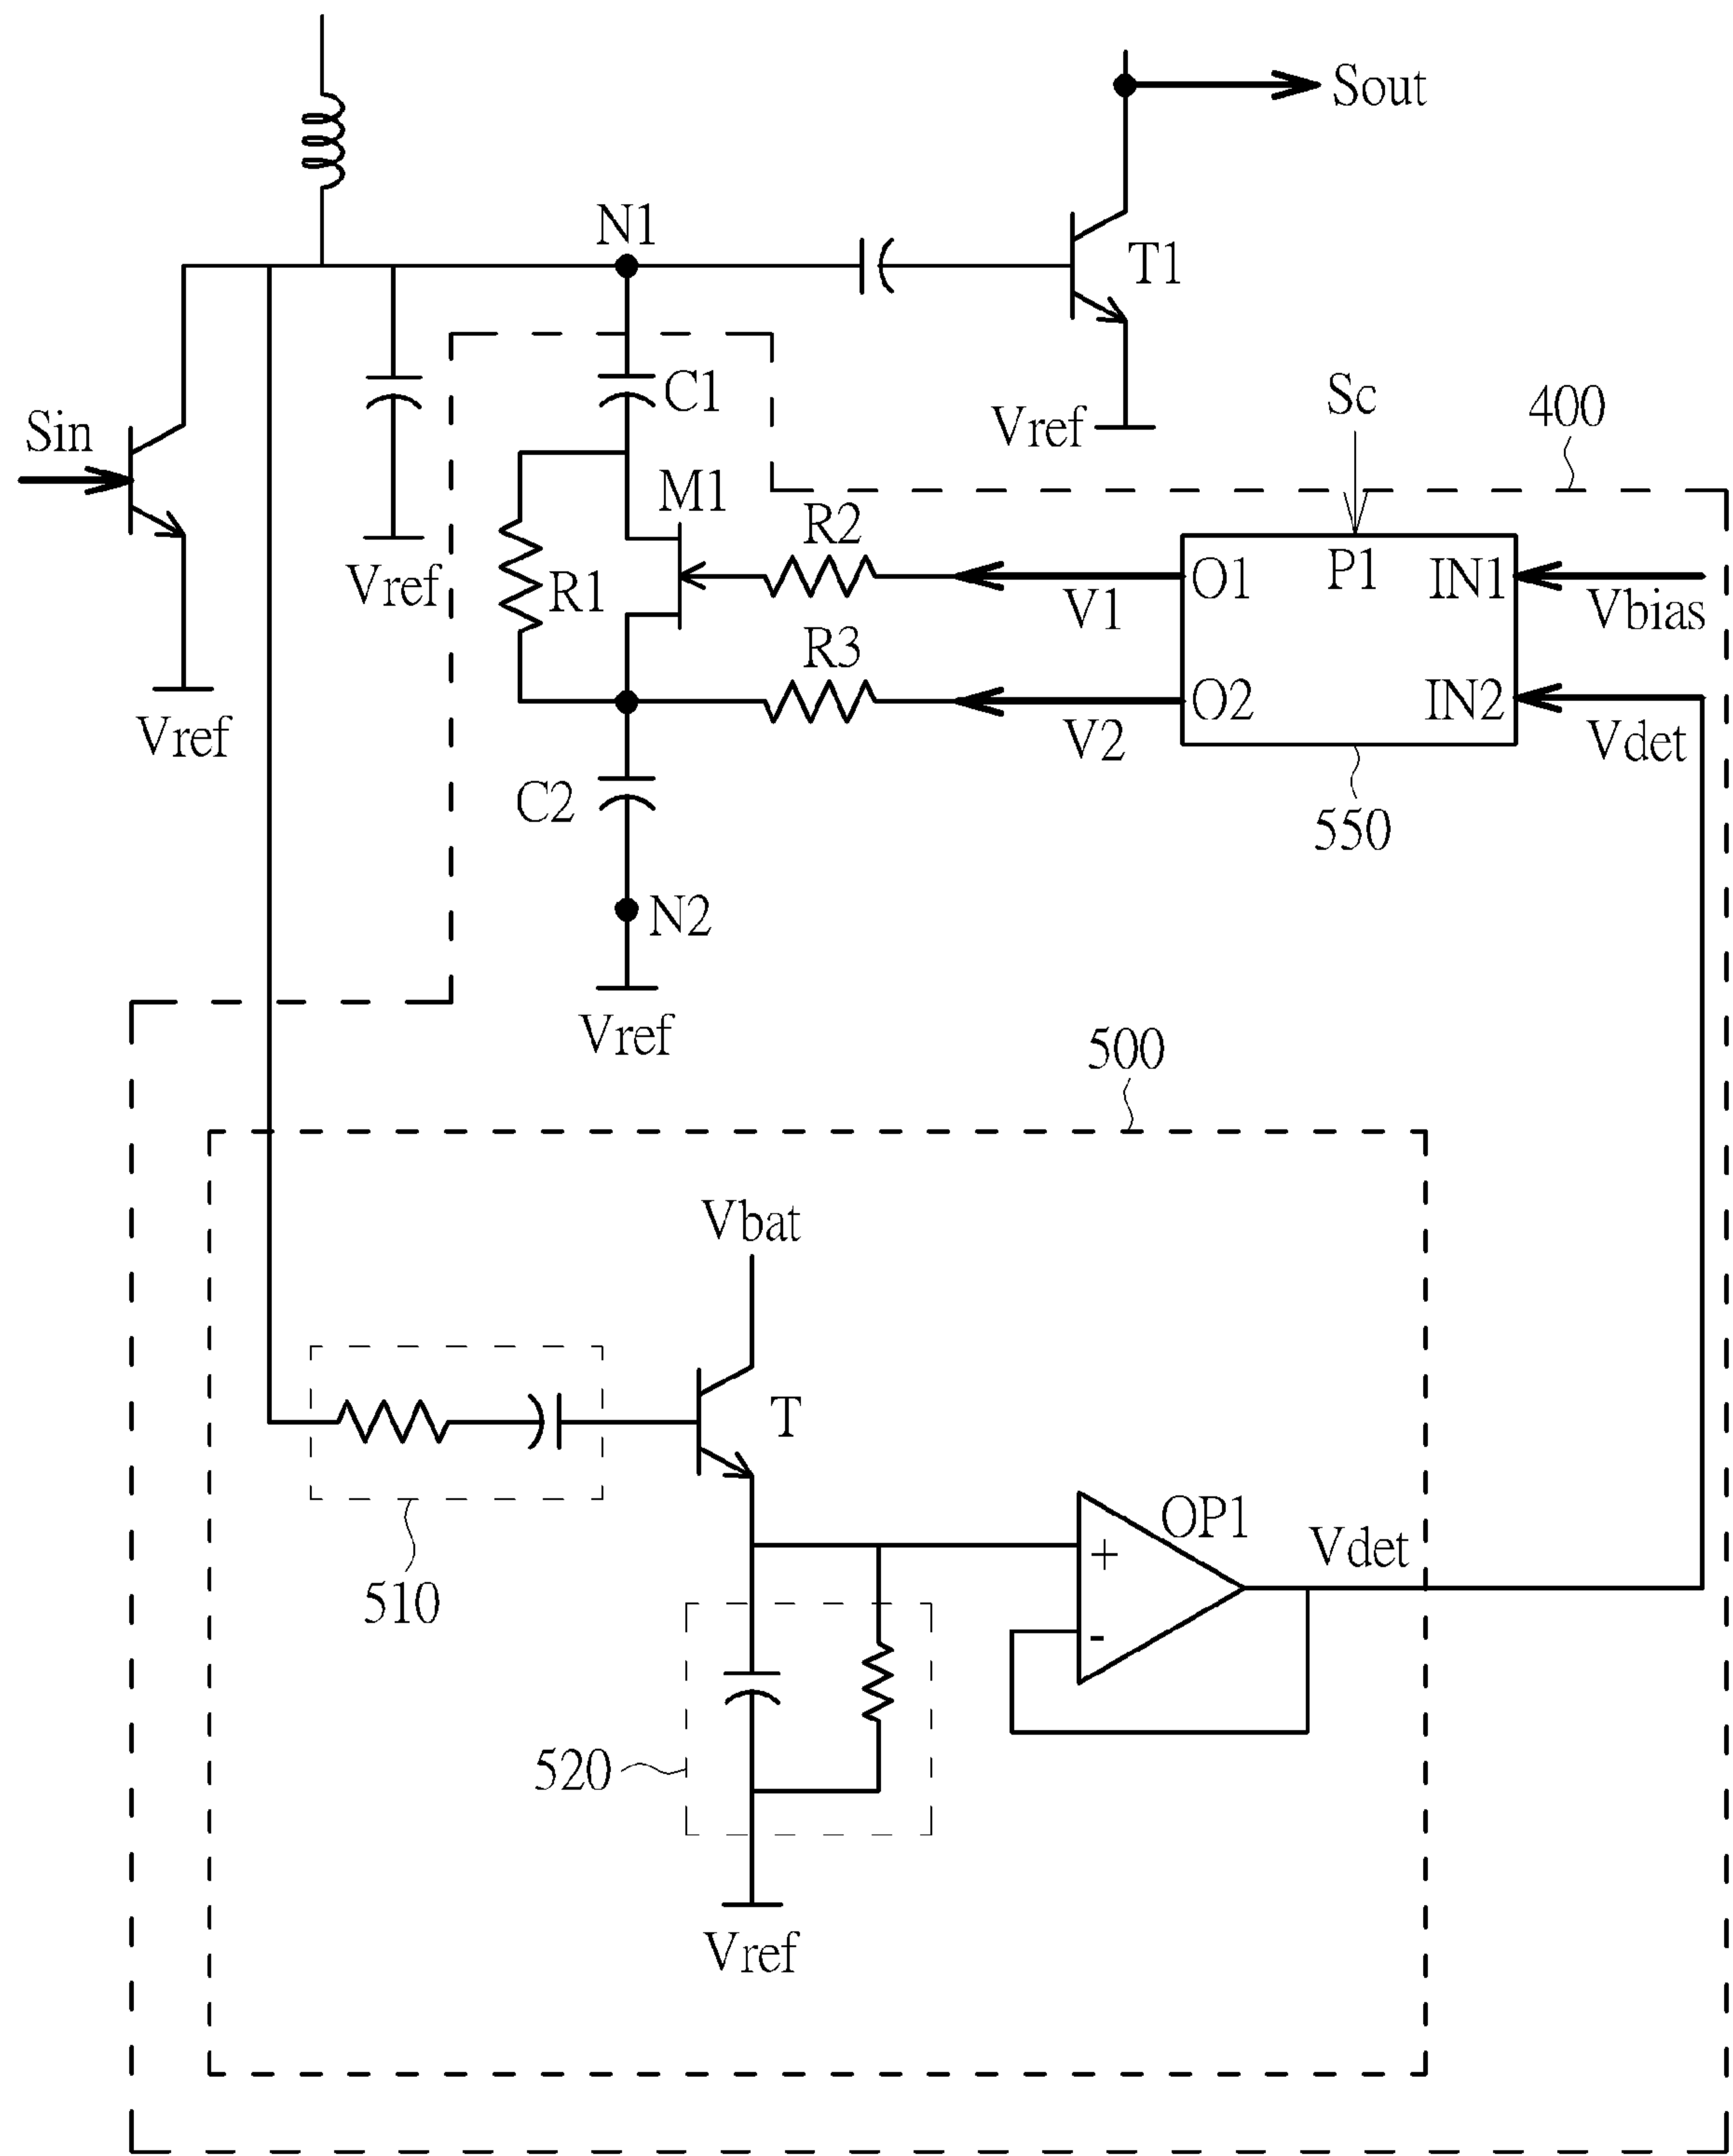 Sout
N1
T1
C1
Sc
400
Sin
Vref
M1
R2
P1
O1
IN1
Vref
R1
V1
Vbias
R3
O2
IN2
Vref
V2
Vdet
C2
550
N2
Vref
500
Vbat
T
OP1
+
Vdet
510
-
520
Vref